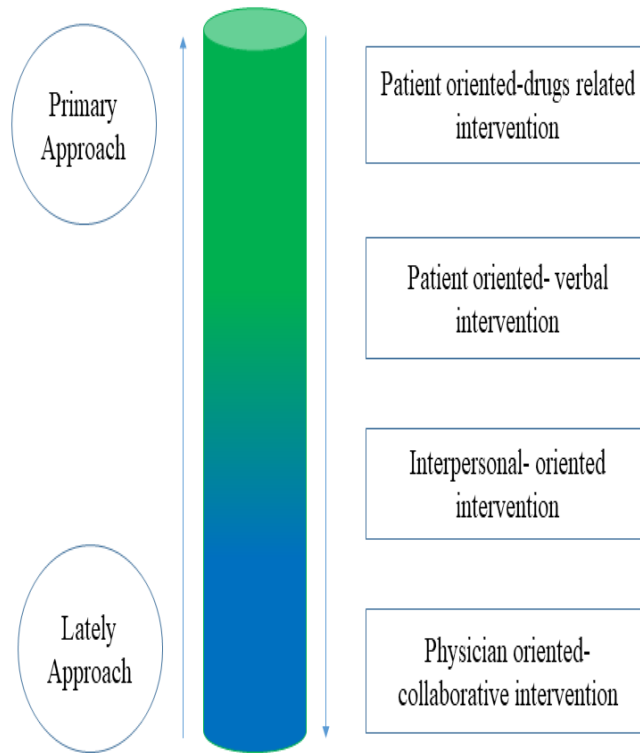 Primary
Approach
Patient oriented-drugs related
intervention
Patient oriented- verbal
intervention
Interpersonal- oriented
intervention
Lately
Approach
Physician oriented-
collaborative intervention